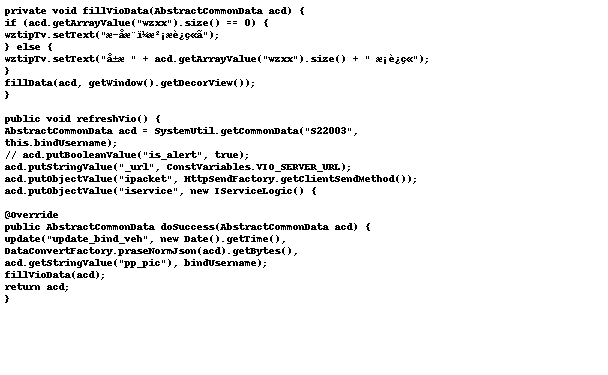 private void fillVioData(AbstractCommonData acd) {
if (acd.getArrayValue("wzxx").size() == 0) {
wztipTv.setText("æ-åæ¨ï¼æ²¡æè¿ç«ã");
} else {
wztipTv.setText("å±æ " + acd.getArrayValue("wzxx").size() + " æ¡è¿ç«");
}
fillData(acd, getWindow().getDecorView());
}

public void refreshVio() {
AbstractCommonData acd = SystemUtil.getCommonData("S22003",
this.bindUsername);
// acd.putBooleanValue("is_alert", true);
acd.putStringValue("_url", ConstVariables.VIO_SERVER_URL);
acd.putObjectValue("ipacket", HttpSendFactory.getClientSendMethod());
acd.putObjectValue("iservice", new IServiceLogic() {

@Override
public AbstractCommonData doSuccess(AbstractCommonData acd) {
update("update_bind_veh", new Date().getTime(),
DataConvertFactory.praseNormJson(acd).getBytes(),
acd.getStringValue("pp_pic"), bindUsername);
fillVioData(acd);
return acd;
}